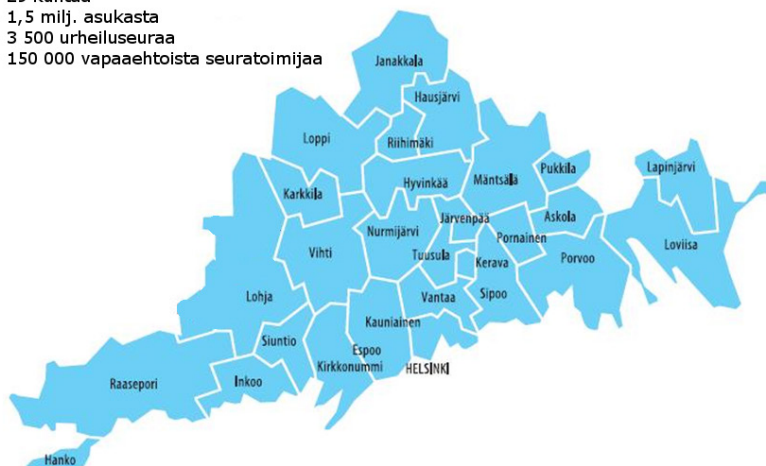 29 kuntaa
1,5 milj. asukasta
3 500 urheiluseuraa
150 000 vapaaehtoista seuratoimijaa
Janakkala
Hausjärvi
Loppi
Riihimäki
Pukkila
Lapinjärvi
Karkkila
Hyvinkää
Mäntsälä
Järvenpää
Askola
Nurmijärvi
Pornainen
Loviisa
Vihti
Tuusula
Kerava
Porvoo
Lohja
Vantaa
Sipoo
Kauniainen
Siuntio
Espoo
Kirkkonummi
HELSINKI
Raasepori
Inkoo
Hanko